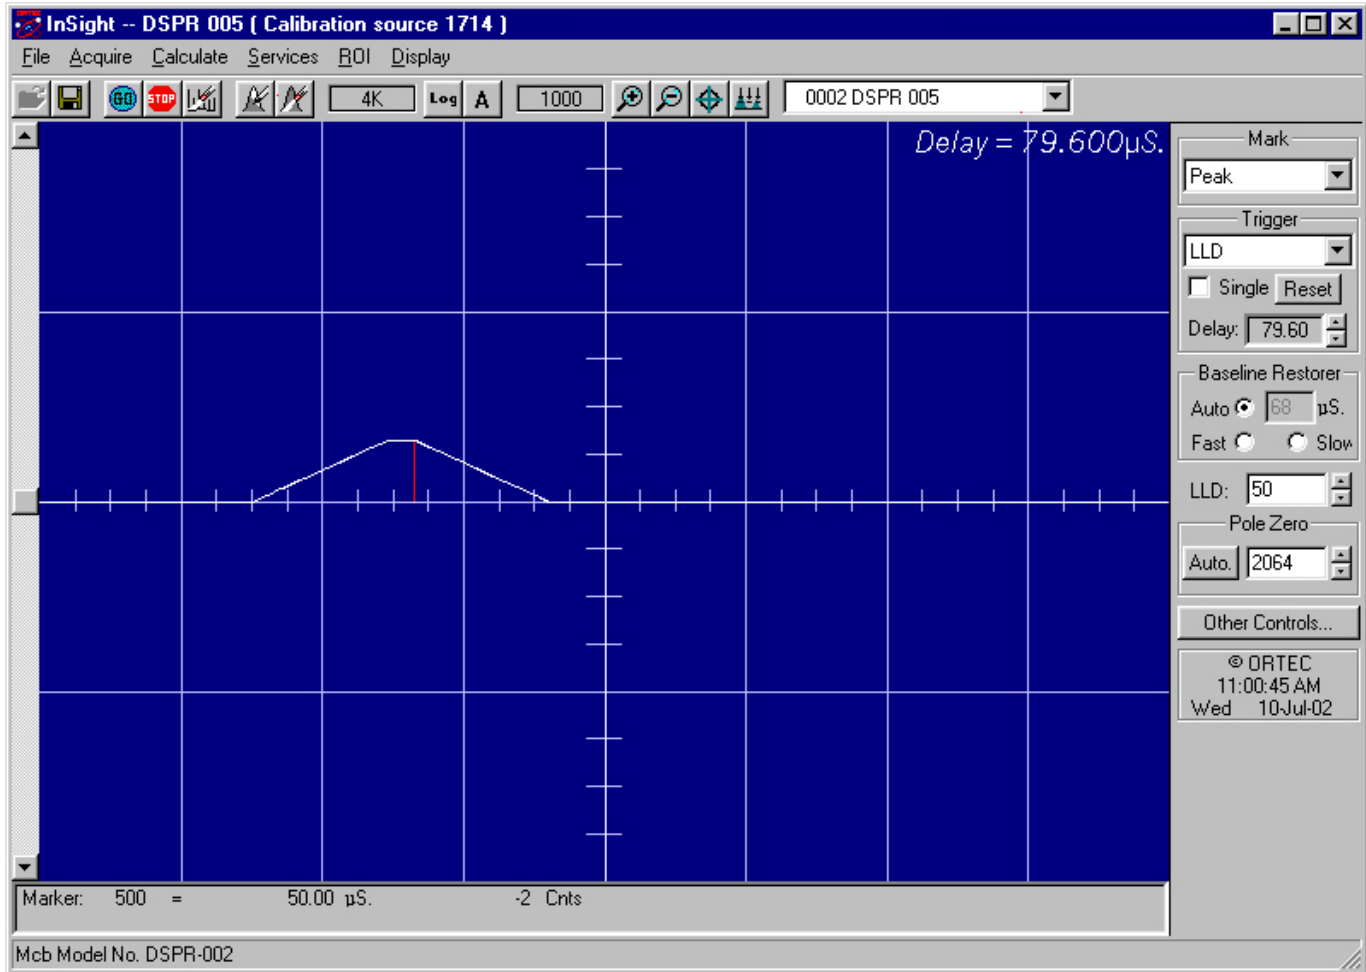 InSight -- DSPR 005 ( Calibration source 1714 )
File Acquire Calculate Services ROI Display
GO STOP 4K Log A 1000 0002 DSPR 005
Delay = 79.600µS.
Mark
Peak
Trigger
LLD
Single Reset
Delay: 79.60
Baseline Restorer
Auto 68 µS.
Fast Slow
LLD: 50
Pole Zero
Auto. 2064
Other Controls...
© ORTEC
11:00:45 AM
Wed 10-Jul-02
Marker: 500 = 50.00 µS. -2 Cnts
Mcb Model No. DSPR-002